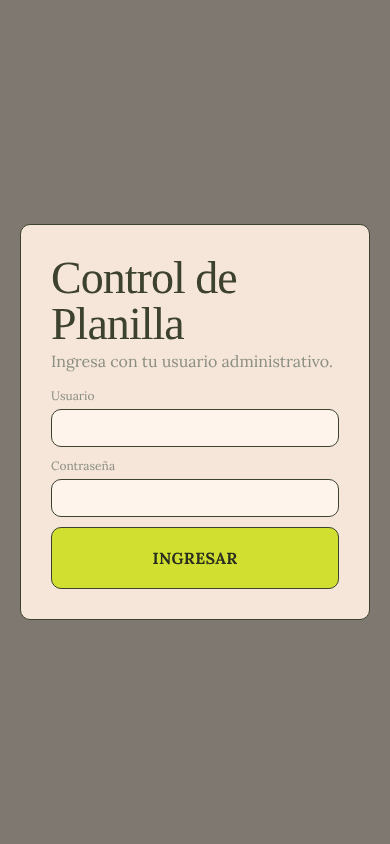 Control de
Planilla
Ingresa con tu usuario administrativo.
Usuario
Contraseña
INGRESAR